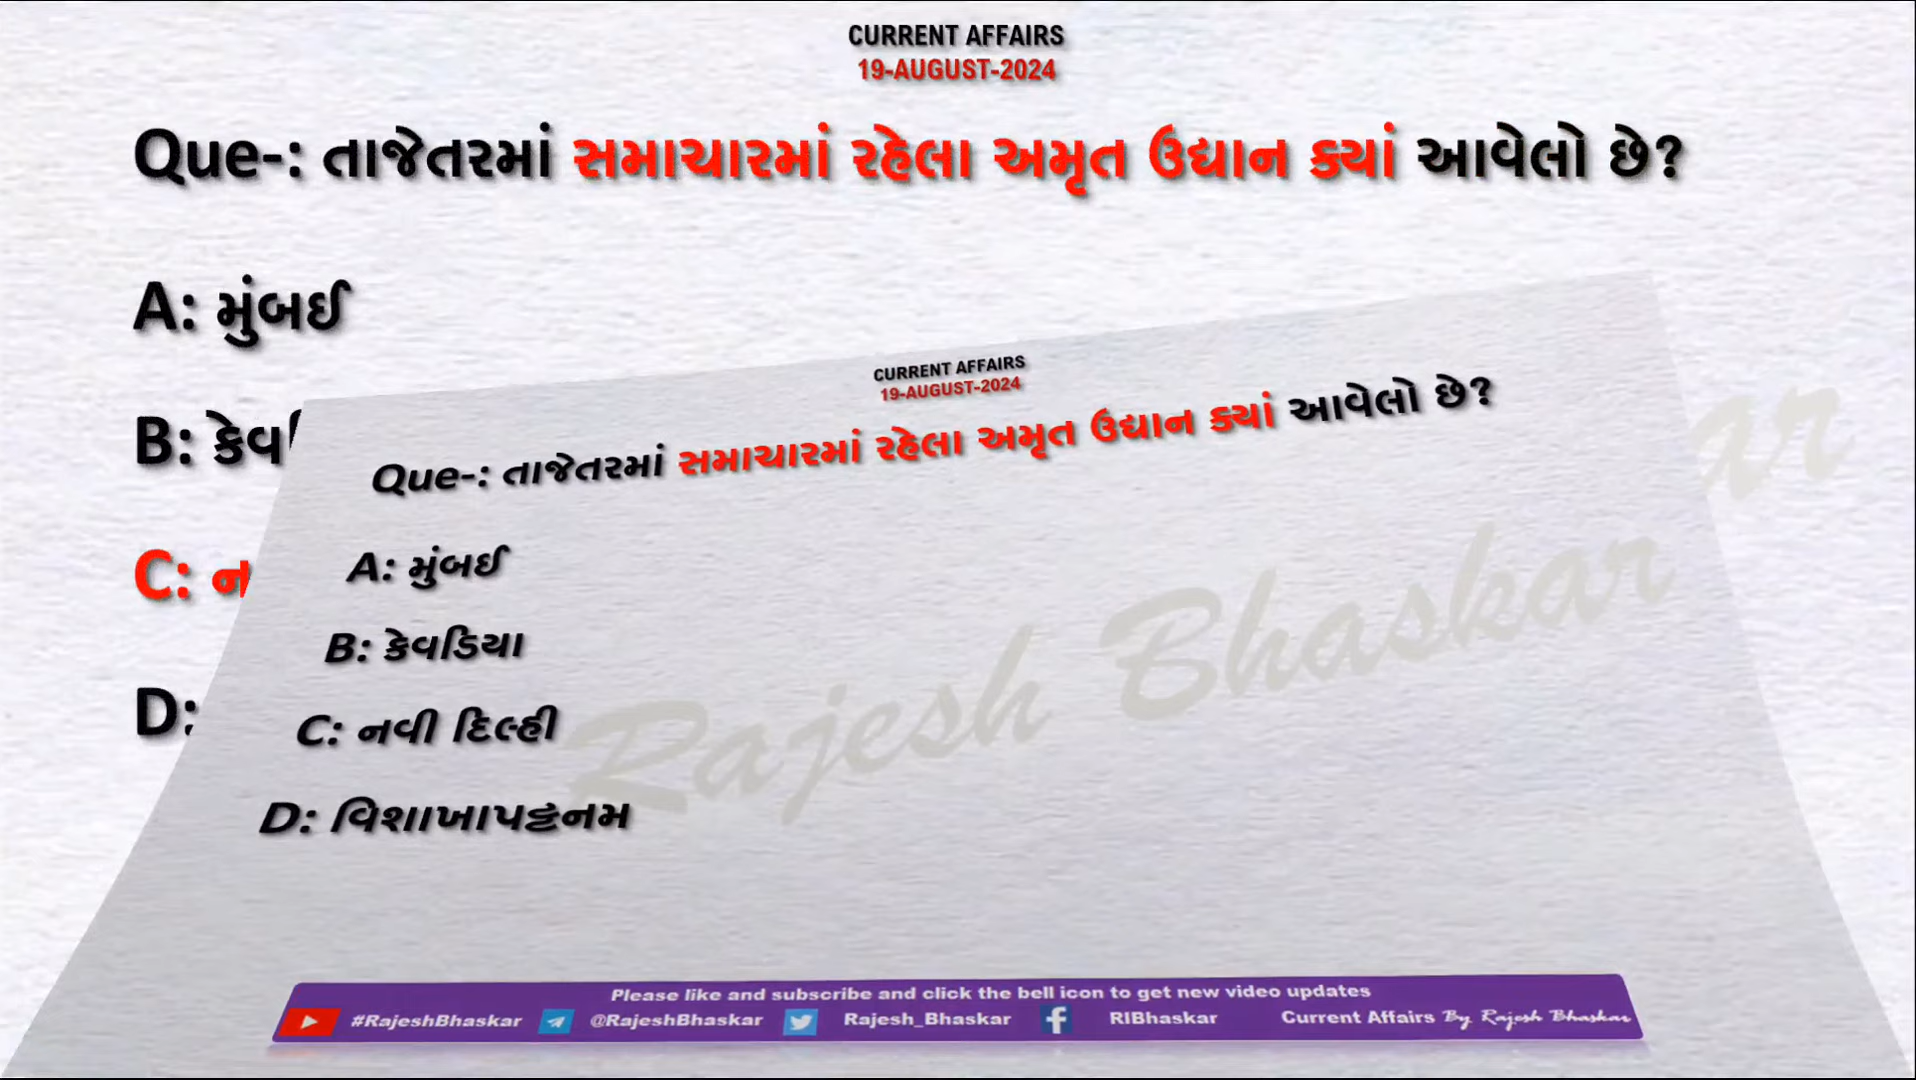 CURRENT AFFAIRS
19-AUGUST-2024
Que-: તાજેતરમાં સમાચારમાં રહેલા અમૃત ઉદ્યાન ક્યાં આવેલો છે?
A: મુંબઈ
B: કેવ
C: ન
D:
CURRENT AFFAIRS
19-AUGUST-2024
Que-: તાજેતરમાં સમાચારમાં રહેલા અમૃત ઉદ્યાન ક્યાં આવેલો છે?
A: મુંબઈ
B: કેવડિયા
C: નવી દિલ્હી
D: વિશાખાપટ્ટનમ
Rajesh Bhaskar
ar
Please like and subscribe and click the bell icon to get new video updates
#RajeshBhaskar @RajeshBhaskar Rajesh_Bhaskar RIBhaskar Current Affairs By Rajesh Bhaskar